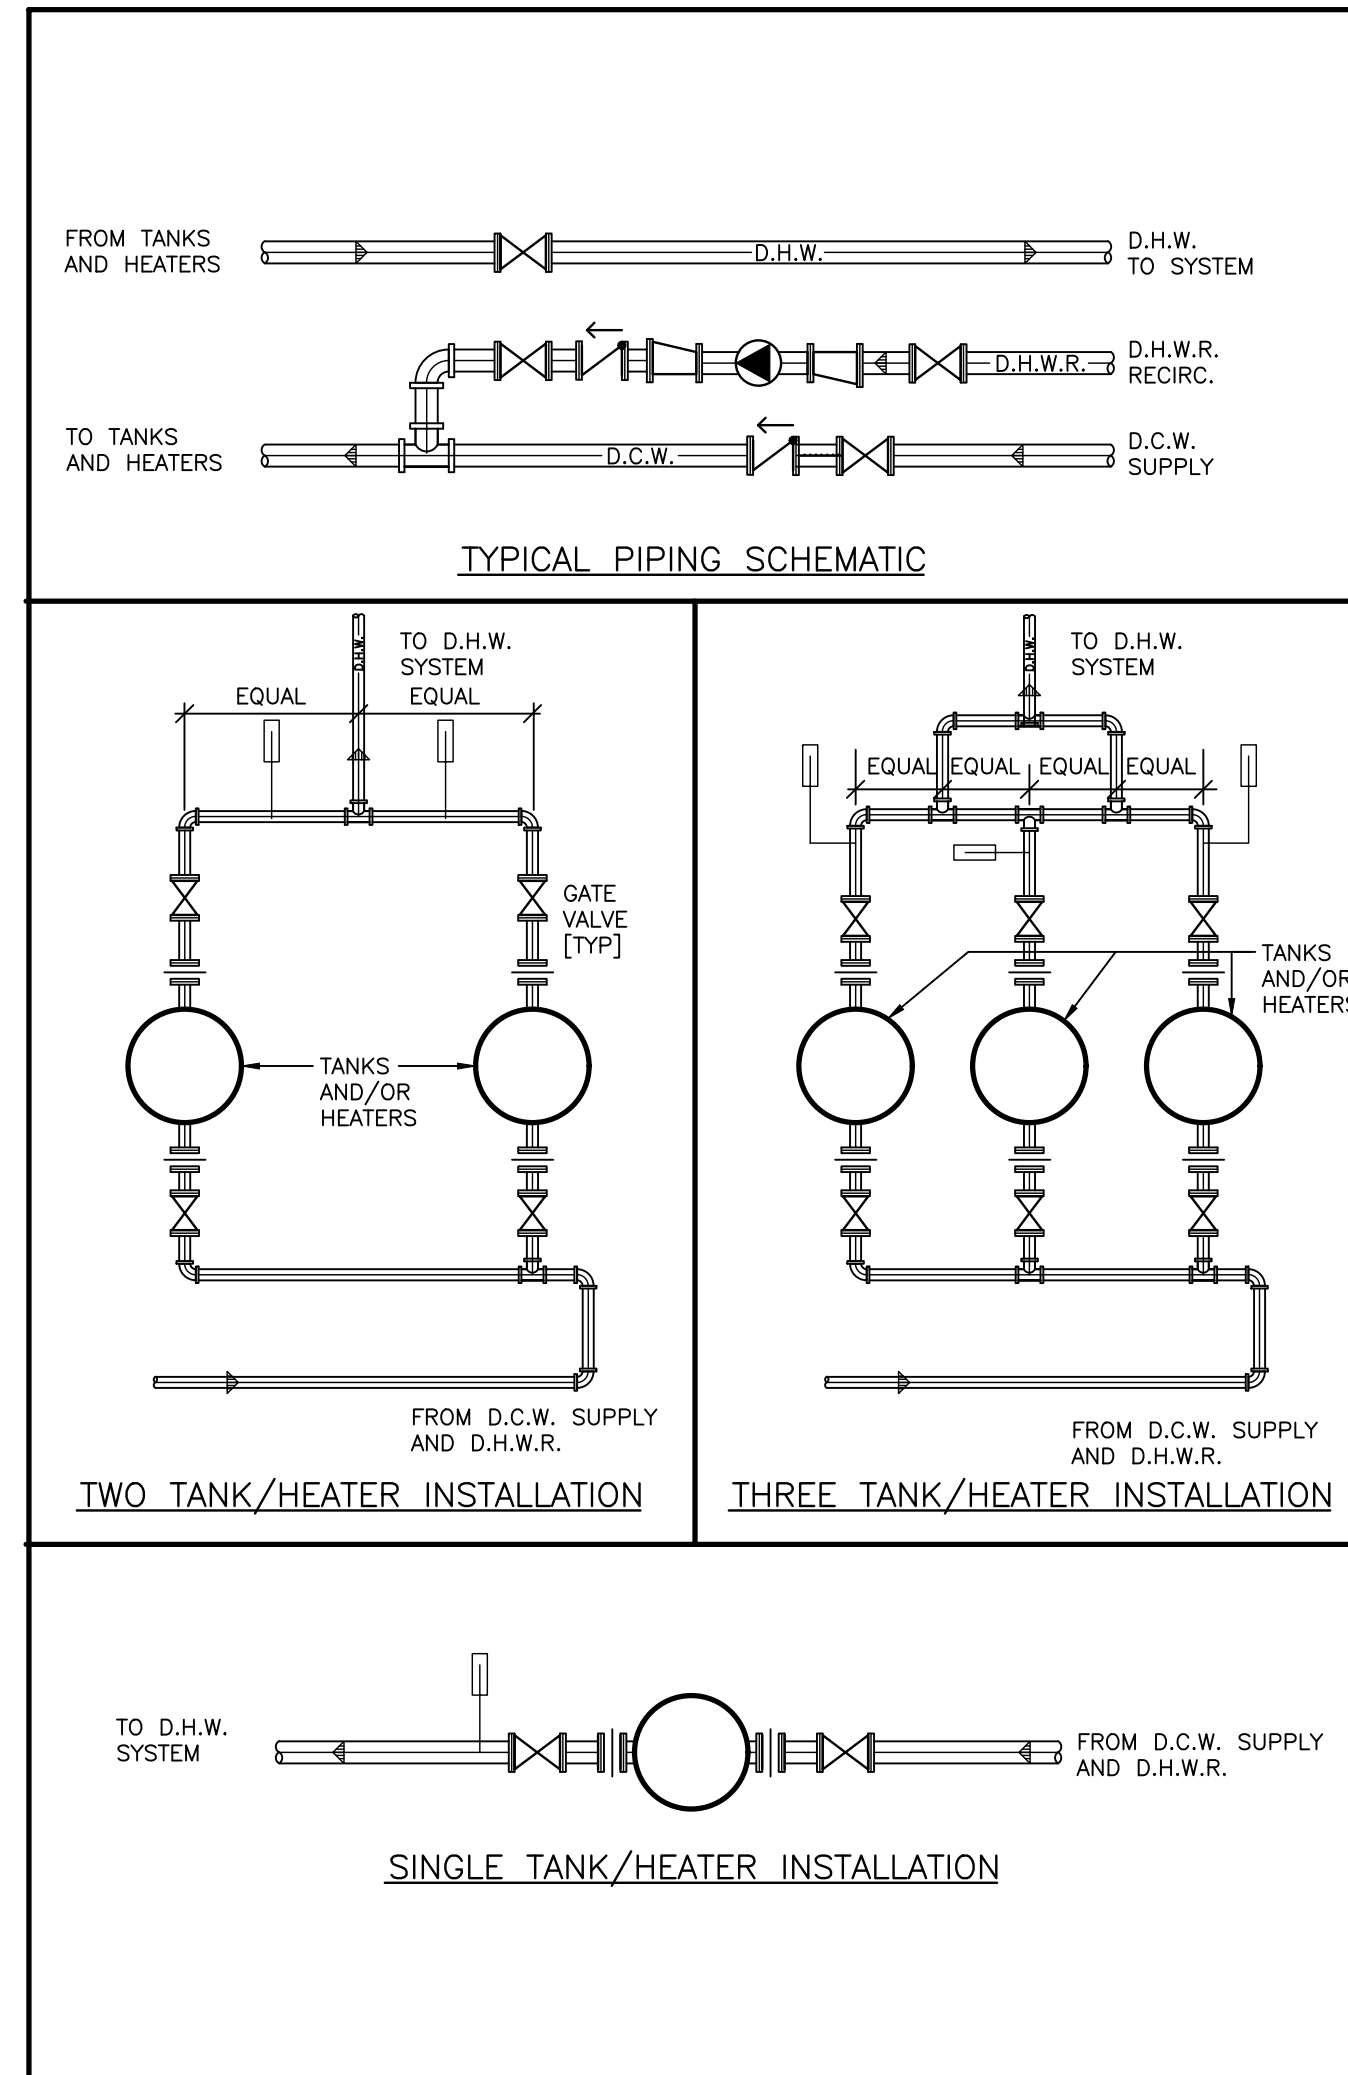 FROM TANKS
AND HEATERS
D.H.W.
D.H.W.
TO SYSTEM
D.H.W.R.
D.H.W.R.
RECIRC.
TO TANKS
AND HEATERS
D.C.W.
D.C.W.
SUPPLY
TYPICAL PIPING SCHEMATIC
D.H.W.
TO D.H.W.
SYSTEM
EQUAL
EQUAL
GATE
VALVE
[TYP]
TANKS
AND/OR
HEATERS
FROM D.C.W. SUPPLY
AND D.H.W.R.
TWO TANK/HEATER INSTALLATION
D.H.W.
TO D.H.W.
SYSTEM
EQUAL
EQUAL
EQUAL
EQUAL
TANKS
AND/OR
HEATERS
FROM D.C.W. SUPPLY
AND D.H.W.R.
THREE TANK/HEATER INSTALLATION
TO D.H.W.
SYSTEM
FROM D.C.W. SUPPLY
AND D.H.W.R.
SINGLE TANK/HEATER INSTALLATION